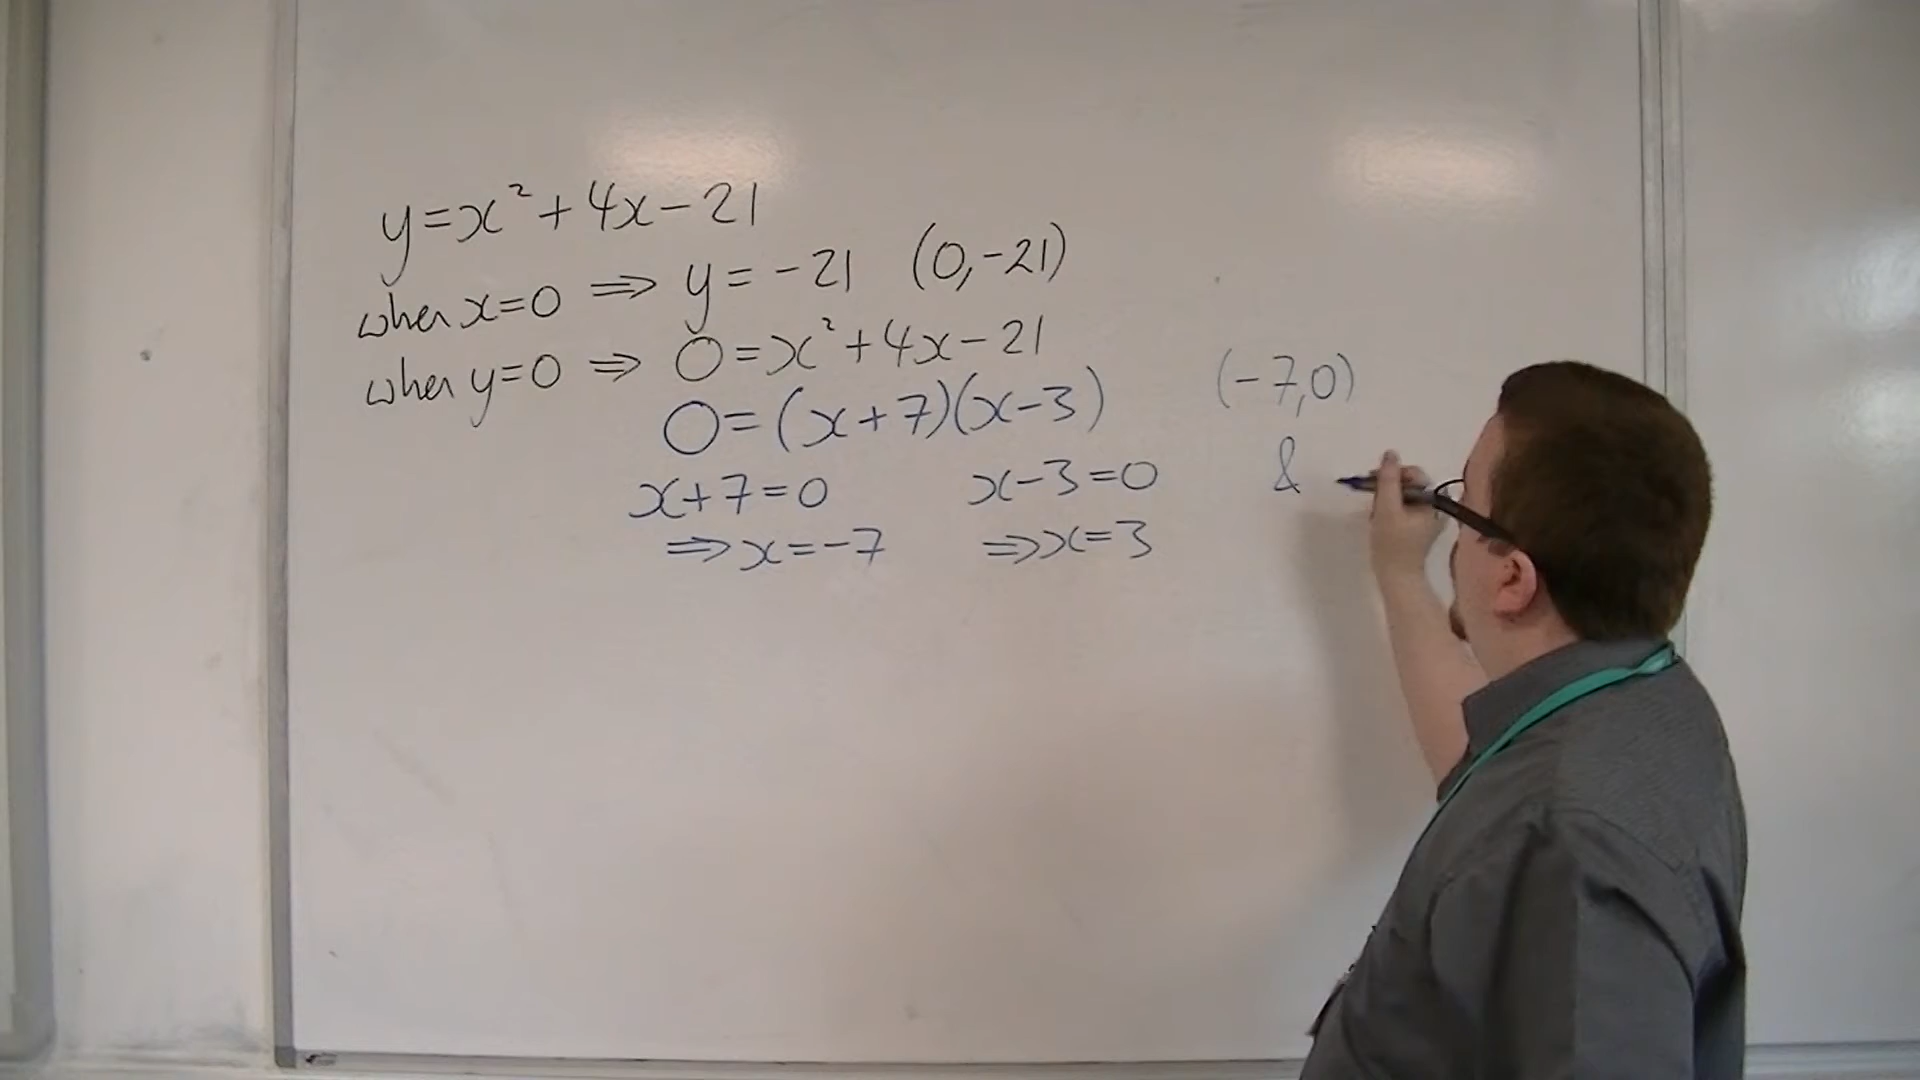 y=x²+4x-21
when x=0 ⇒ y=-21 (0,-21)
when y=0 ⇒ 0=x²+4x-21
0=(x+7)(x-3) (-7,0)
x+7=0 x-3=0 &
⇒x=-7 ⇒x=3